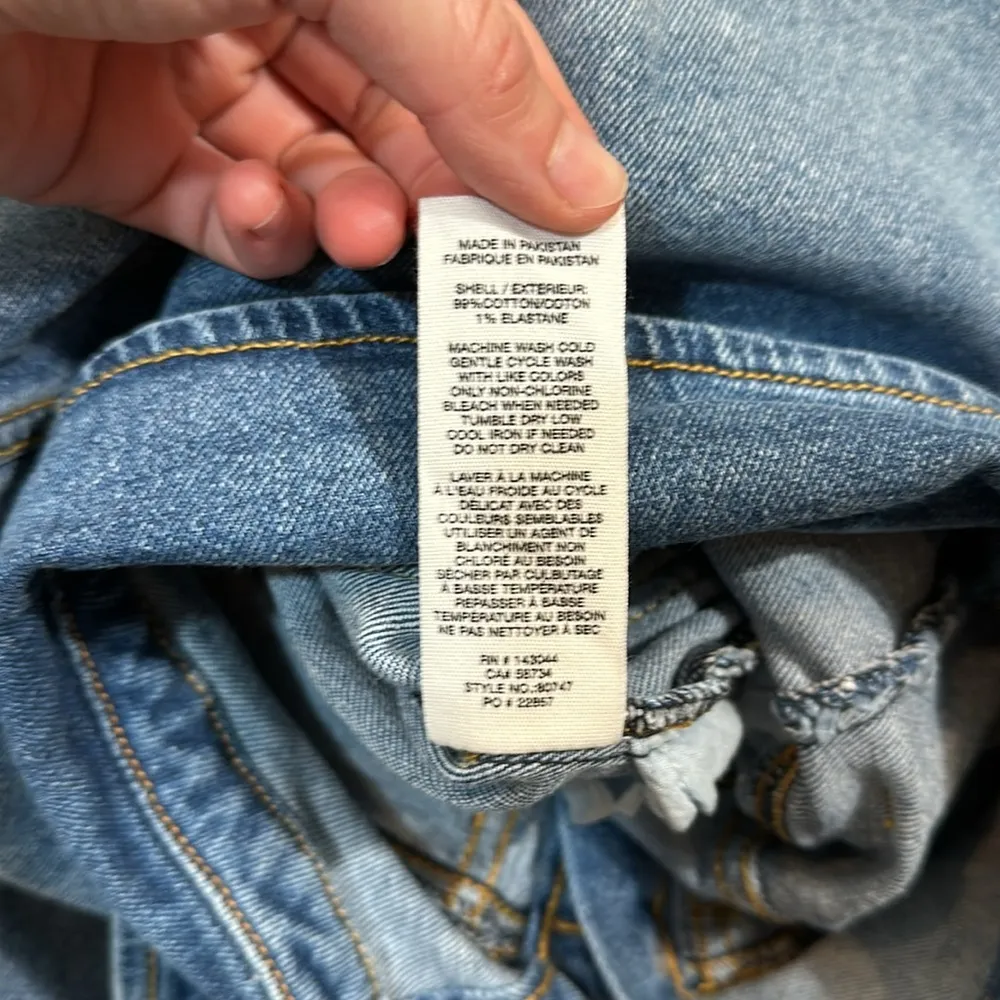 MADE IN PAKISTAN
FABRIQUE EN PAKISTAN
SHELL / EXTERIEUR:
99%COTTON/COTON
1% ELASTANE
MACHINE WASH COLD
GENTLE CYCLE WASH
WITH LIKE COLORS
ONLY NON-CHLORINE
BLEACH WHEN NEEDED
TUMBLE DRY LOW
COOL IRON IF NEEDED
DO NOT DRY CLEAN
LAVER À LA MACHINE
À L'EAU FROIDE AU CYCLE
DÉLICAT AVEC DES
COULEURS SEMBLABLES
UTILISER UN AGENT DE
BLANCHIMENT NON
CHLORÉ AU BESOIN
SÉCHER PAR CULBUTAGE
À BASSE TEMPÉRATURE
REPASSER À BASSE
TEMPÉRATURE AU BESOIN
NE PAS NETTOYER À SEC
RN # 143044
CA# 58734
STYLE NO.:80747
PO # 22857